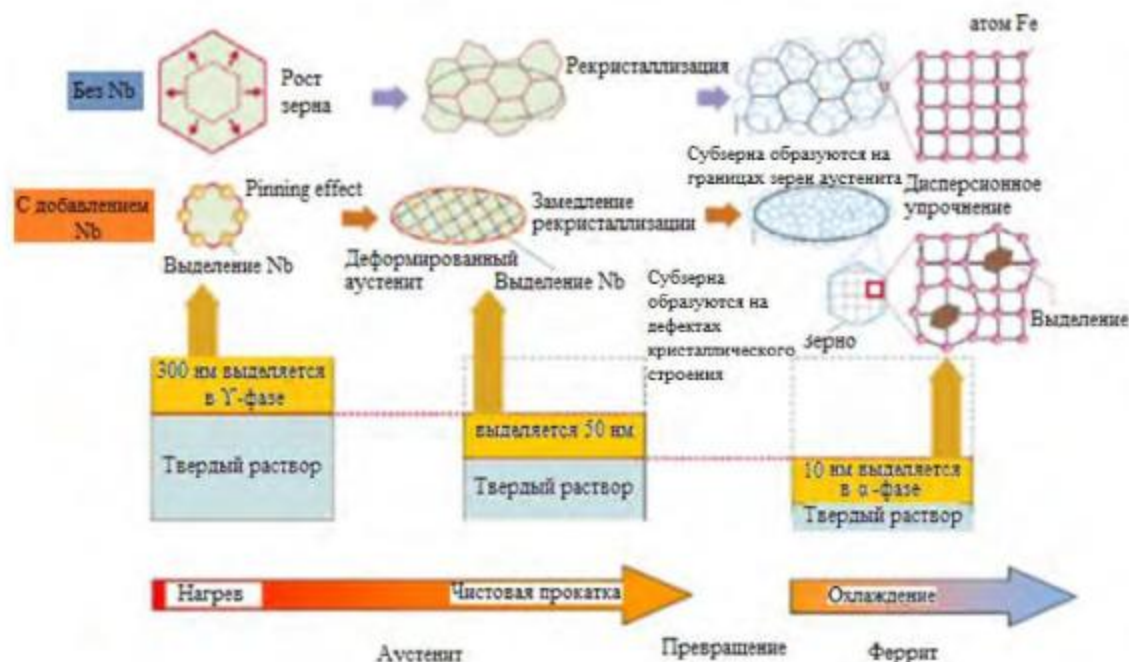 атом Fe
Без Nb
Рост
зерна
Рекристаллизация
Субзерна образуются на
границах зерен аустенита
С добавлением
Nb
Pinning effect
Замедление
рекристаллизации
Дисперсионное
упрочнение
Выделение Nb
Деформированный
аустенит
Выделение Nb
Субзерна
образуются на
дефектах
кристаллического
строения
Зерно
Выделение
300 нм выделяется
в Υ-фазе
Твердый раствор
выделяется 50 нм
Твердый раствор
10 нм выделяется
в α-фазе
Твердый раствор
Нагрев
Чистовая прокатка
Охлаждение
Аустенит
Превращение
Феррит